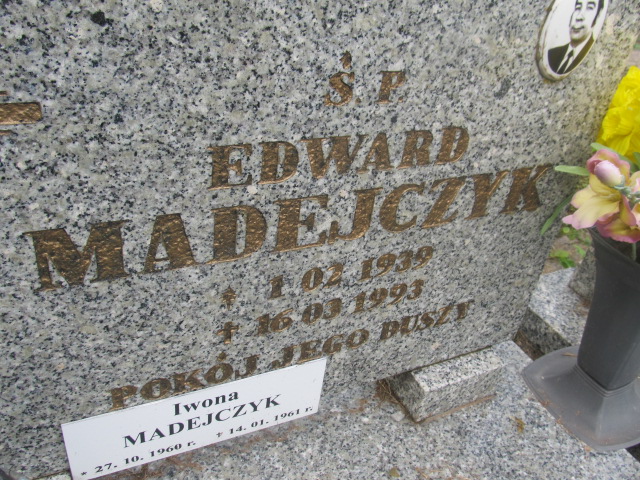 Ś. P.
EDWARD
MADEJCZYK
* 1 02 1939
+ 16 03 1993
POKÓJ JEGO DUSZY
Iwona
MADEJCZYK
* 27. 10. 1960 r. + 14. 01. 1961 r.